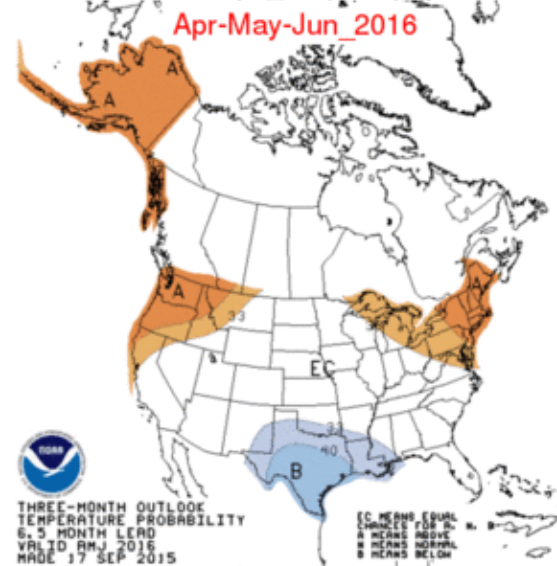 Apr-May-Jun_2016
A
A
A
A
33
EC
33
40
B
NOAA
THREE-MONTH OUTLOOK
TEMPERATURE PROBABILITY
6.5 MONTH LEAD
VALID AMJ 2016
MADE 17 SEP 2015
EC MEANS EQUAL
CHANCES FOR A, N, B
A MEANS ABOVE
N MEANS NORMAL
B MEANS BELOW